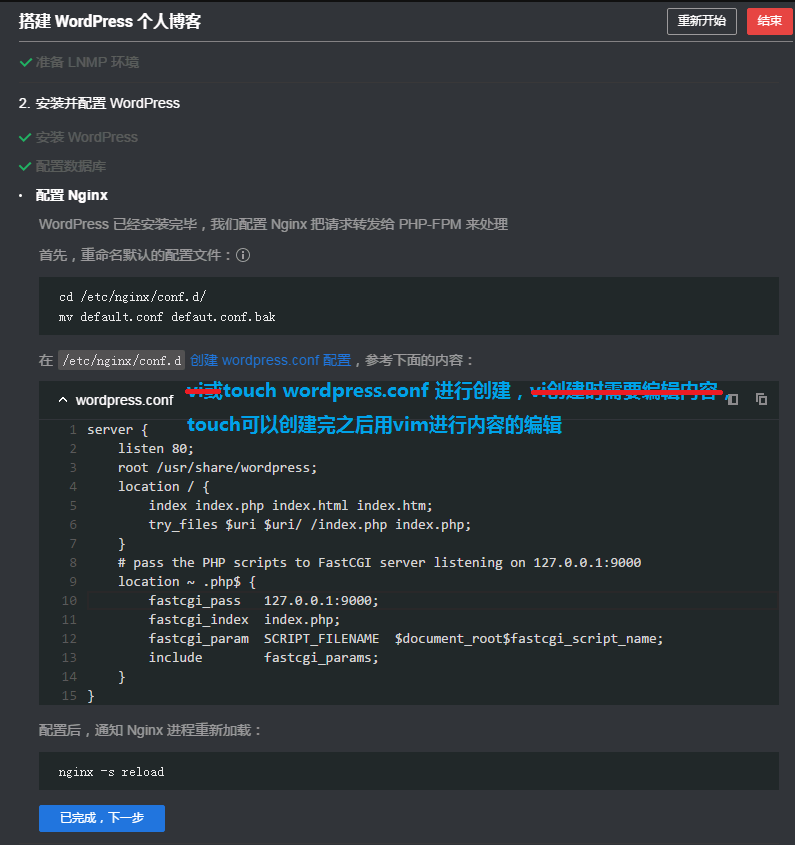 搭建 WordPress 个人博客
重新开始
结束
准备 LNMP 环境
2. 安装并配置 WordPress
安装 WordPress
配置数据库
· 配置 Nginx
WordPress 已经安装完毕，我们配置 Nginx 把请求转发给 PHP-FPM 来处理
首先，重命名默认的配置文件：
cd /etc/nginx/conf.d/
mv default.conf defaut.conf.bak
在 /etc/nginx/conf.d 创建 wordpress.conf 配置，参考下面的内容：
wordpress.conf
vi或touch wordpress.conf 进行创建，vi创建时需要编辑内容，
touch可以创建完之后用vim进行内容的编辑
1 server {
2 listen 80;
3 root /usr/share/wordpress;
4 location / {
5 index index.php index.html index.htm;
6 try_files $uri $uri/ /index.php index.php;
7 }
8 # pass the PHP scripts to FastCGI server listening on 127.0.0.1:9000
9 location ~ .php$ {
10 fastcgi_pass 127.0.0.1:9000;
11 fastcgi_index index.php;
12 fastcgi_param SCRIPT_FILENAME $document_root$fastcgi_script_name;
13 include fastcgi_params;
14 }
15 }
配置后，通知 Nginx 进程重新加载：
nginx -s reload
已完成，下一步